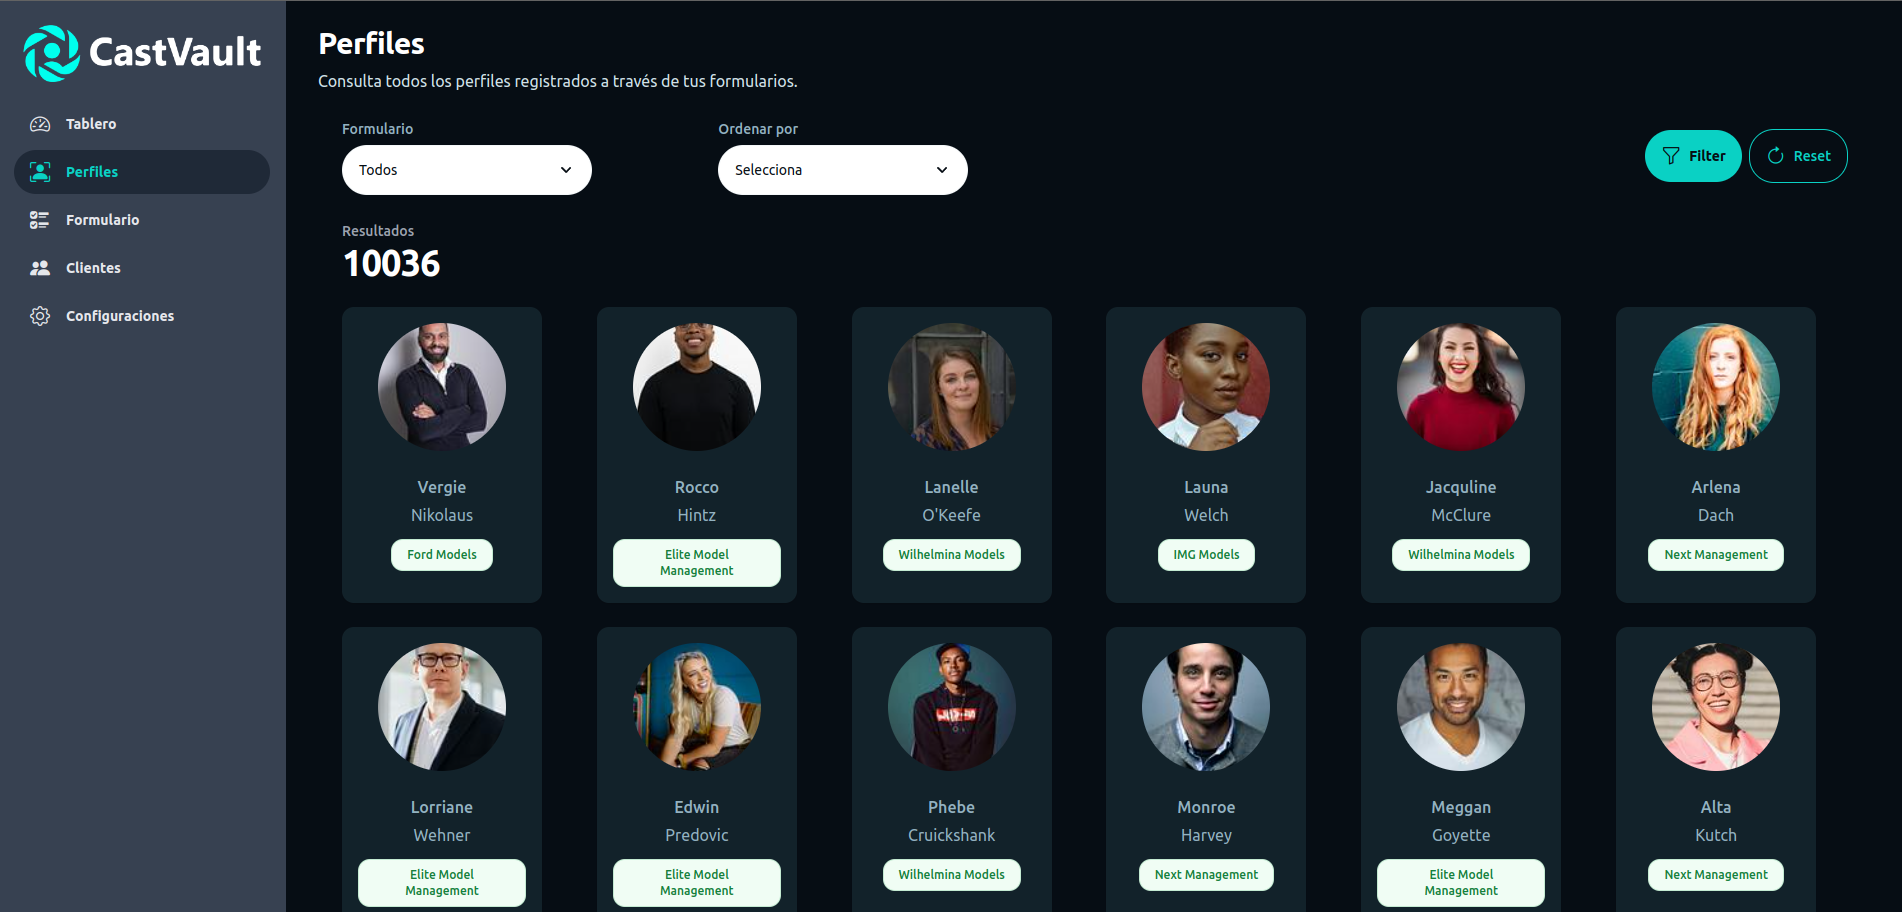 CastVault
Tablero
Perfiles
Formulario
Clientes
Configuraciones
Perfiles
Consulta todos los perfiles registrados a través de tus formularios.
Formulario
Todos
Ordenar por
Selecciona
Filter
Reset
Resultados
10036
Vergie
Nikolaus
Ford Models
Rocco
Hintz
Elite Model
Management
Lanelle
O'Keefe
Wilhelmina Models
Launa
Welch
IMG Models
Jacquline
McClure
Wilhelmina Models
Arlena
Dach
Next Management
Lorriane
Wehner
Elite Model
Management
Edwin
Predovic
Elite Model
Management
Phebe
Cruickshank
Wilhelmina Models
Monroe
Harvey
Next Management
Meggan
Goyette
Elite Model
Management
Alta
Kutch
Next Management